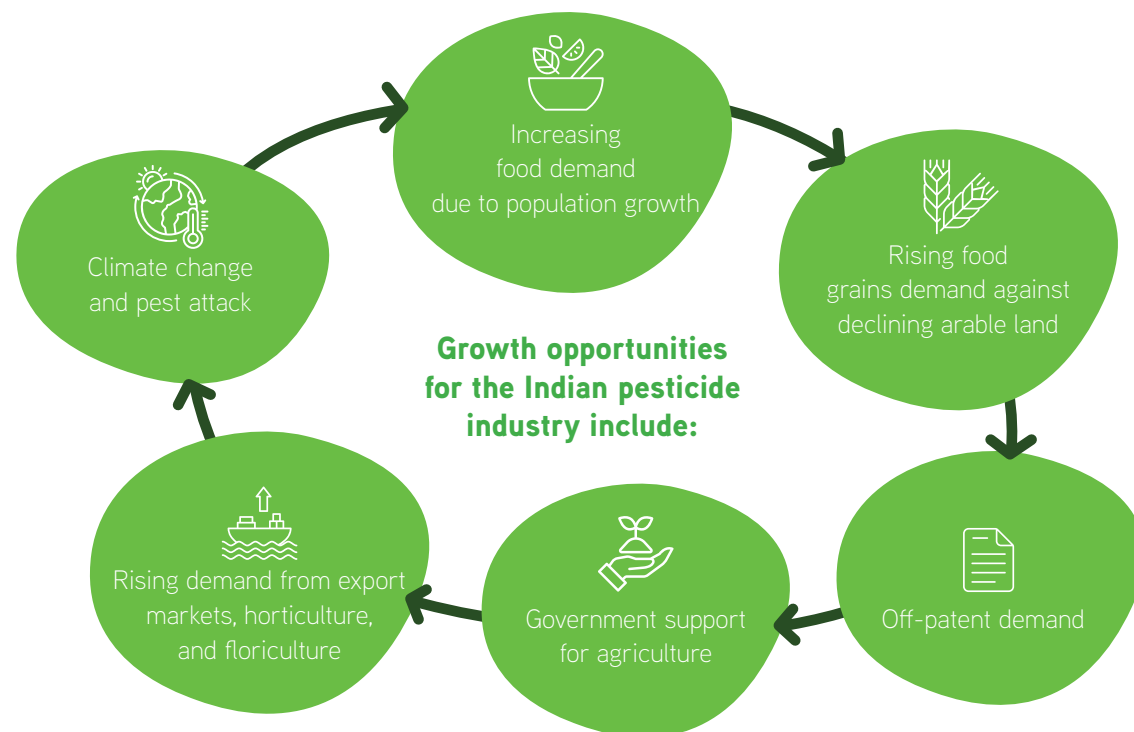 Increasing
food demand
due to population growth
Rising food
grains demand against
declining arable land
Climate change
and pest attack
Growth opportunities
for the Indian pesticide
industry include:
Off-patent demand
Government support
for agriculture
Rising demand from export
markets, horticulture,
and floriculture